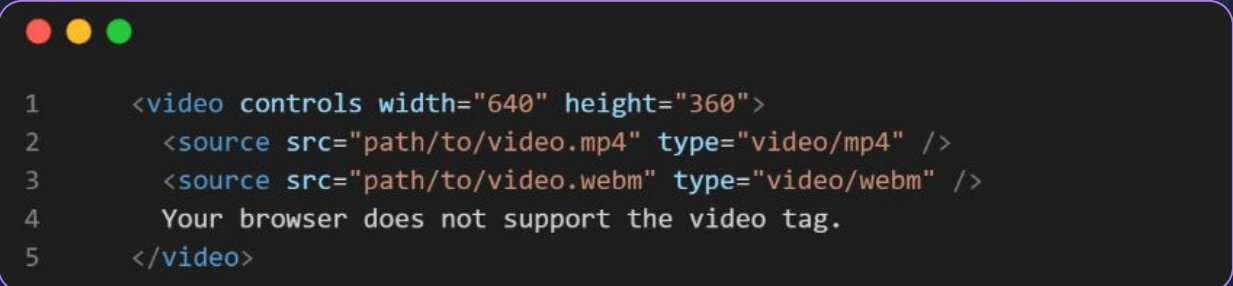 1 <video controls width="640" height="360">
2 <source src="path/to/video.mp4" type="video/mp4" />
3 <source src="path/to/video.webm" type="video/webm" />
4 Your browser does not support the video tag.
5 </video>